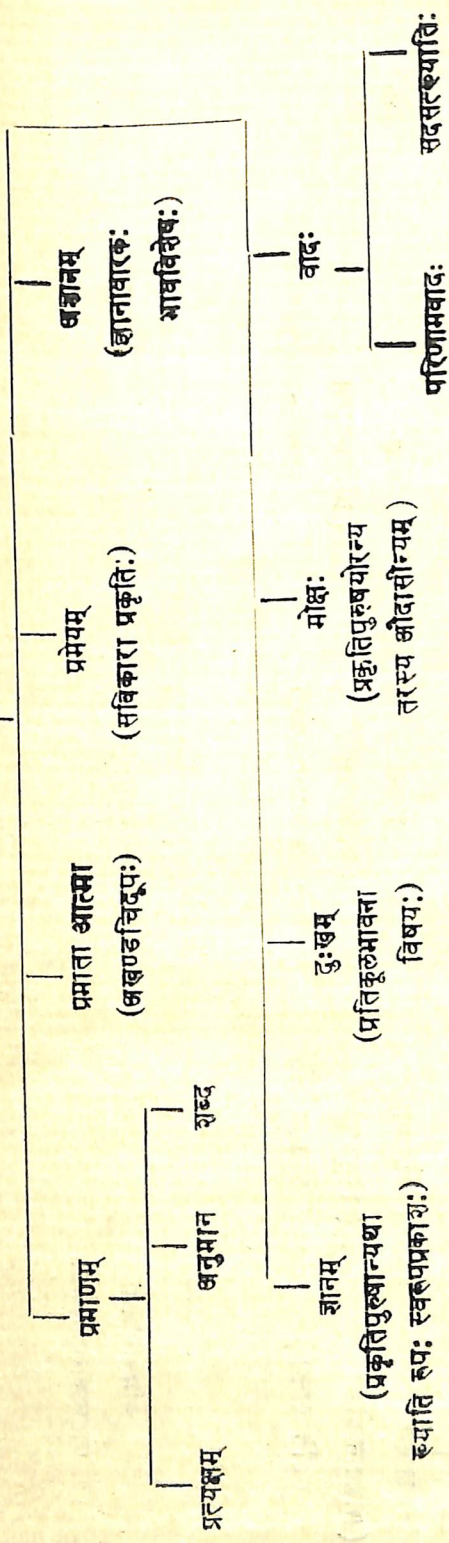 प्रमाणम्
प्रमाता आत्मा
(अखण्डचिद्रूपः)
प्रमेयम्
(सविकारा प्रकृतिः)
अज्ञानम्
(ज्ञानावारकः
भावविशेषः)
प्रत्यक्षम्
अनुमान
शब्द
ज्ञानम्
(प्रकृतिपुरुषान्यथा
ख्याति रूपः स्वरूपप्रकाशः)
दुःखम्
(प्रतिकूलभावना
विषयः)
मोक्षः
(प्रकृतिपुरुषयोरन्य
तरस्य औदासीन्यम्)
वादः
परिणामवादः
सदसत्ख्यातिः